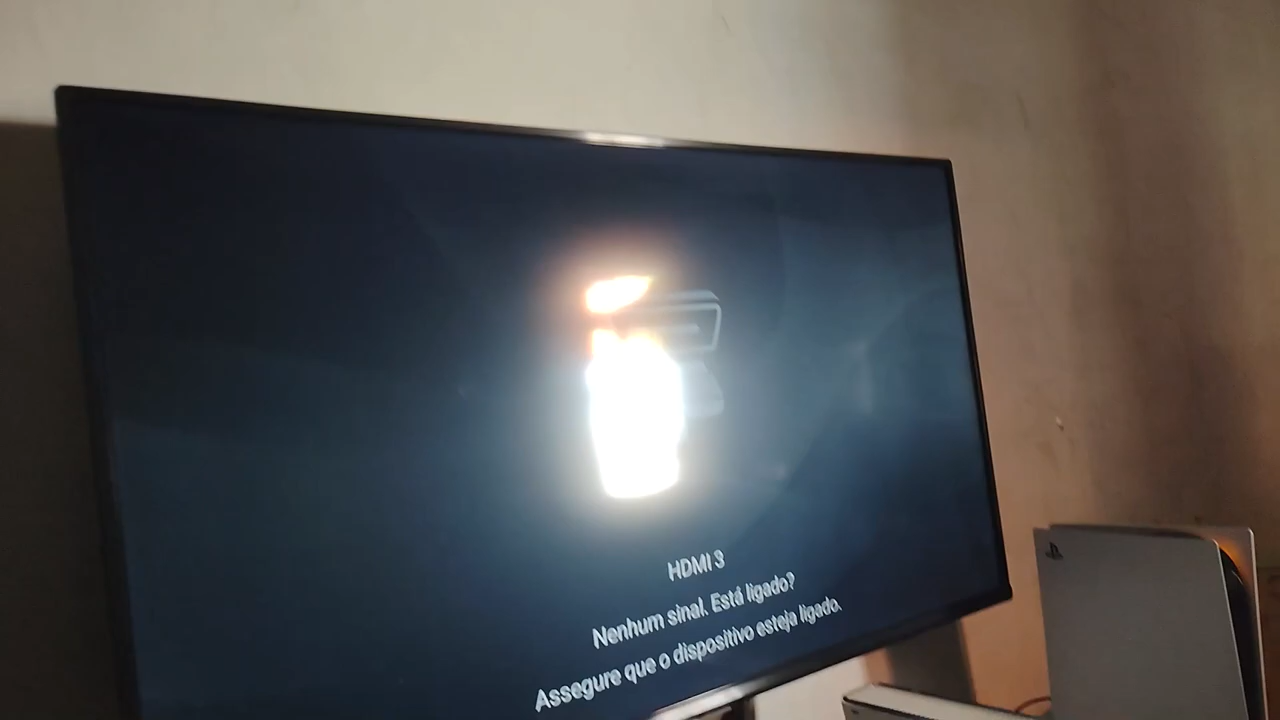 HDMI 3
Nenhum sinal. Está ligado?
Assegure que o dispositivo esteja ligado.